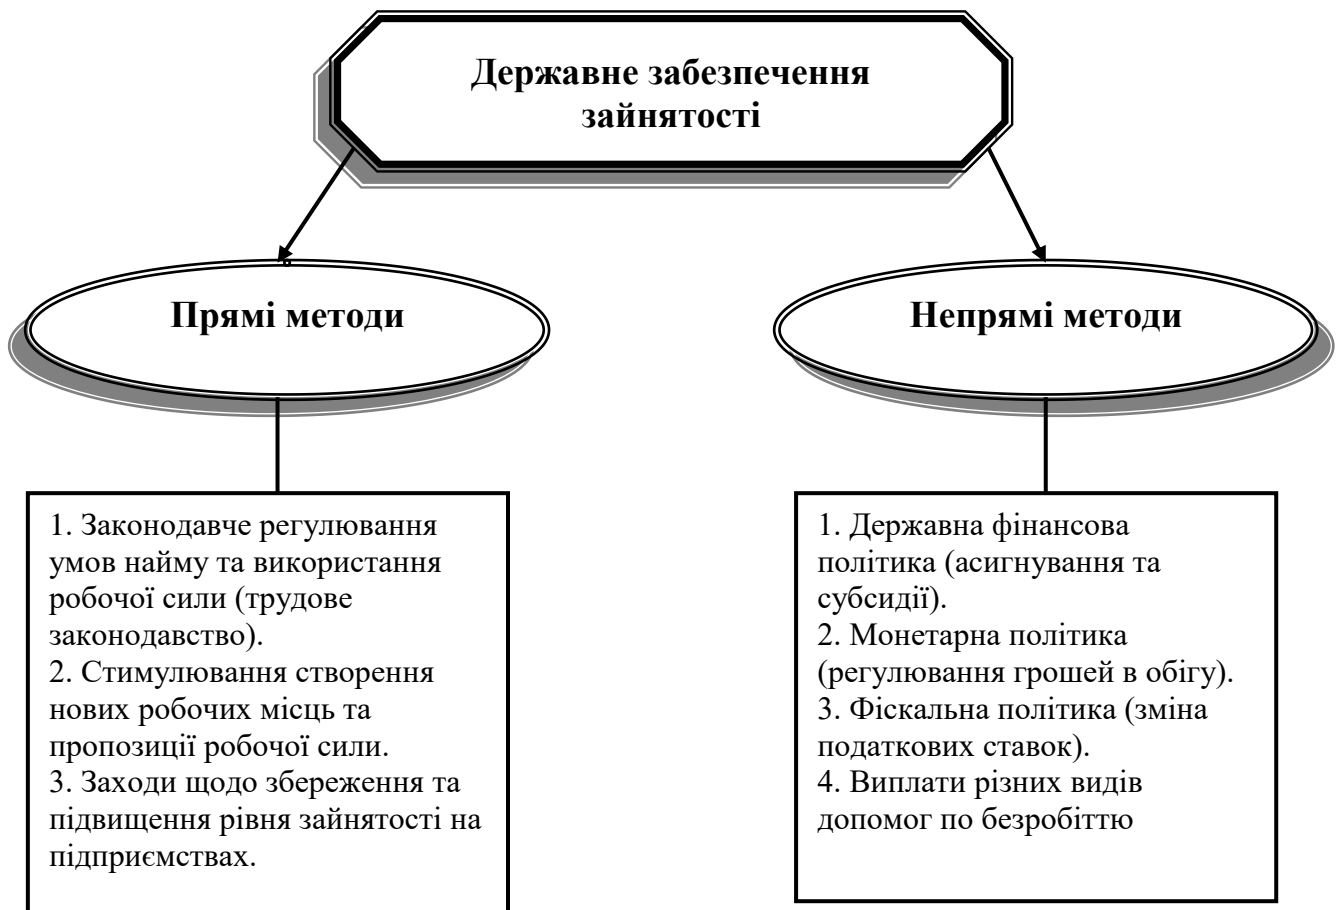 Державне забезпечення
зайнятості
Прямі методи
Непрямі методи
1. Законодавче регулювання
умов найму та використання
робочої сили (трудове
законодавство).
2. Стимулювання створення
нових робочих місць та
пропозиції робочої сили.
3. Заходи щодо збереження та
підвищення рівня зайнятості на
підприємствах.
1. Державна фінансова
політика (асигнування та
субсидії).
2. Монетарна політика
(регулювання грошей в обігу).
3. Фіскальна політика (зміна
податкових ставок).
4. Виплати різних видів
допомог по безробіттю